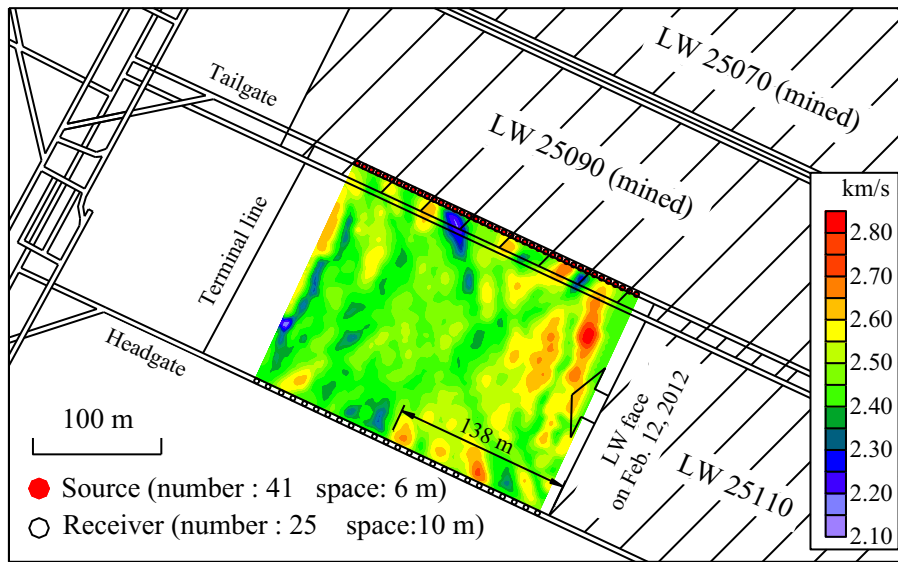 LW 25070 (mined)
Tailgate
LW 25090 (mined)
km/s
2.80
2.70
2.60
2.50
2.40
2.30
2.20
2.10
Terminal line
Headgate
100 m
138 m
LW face
on Feb. 12, 2012
LW 25110
Source (number : 41 space: 6 m)
Receiver (number : 25 space:10 m)